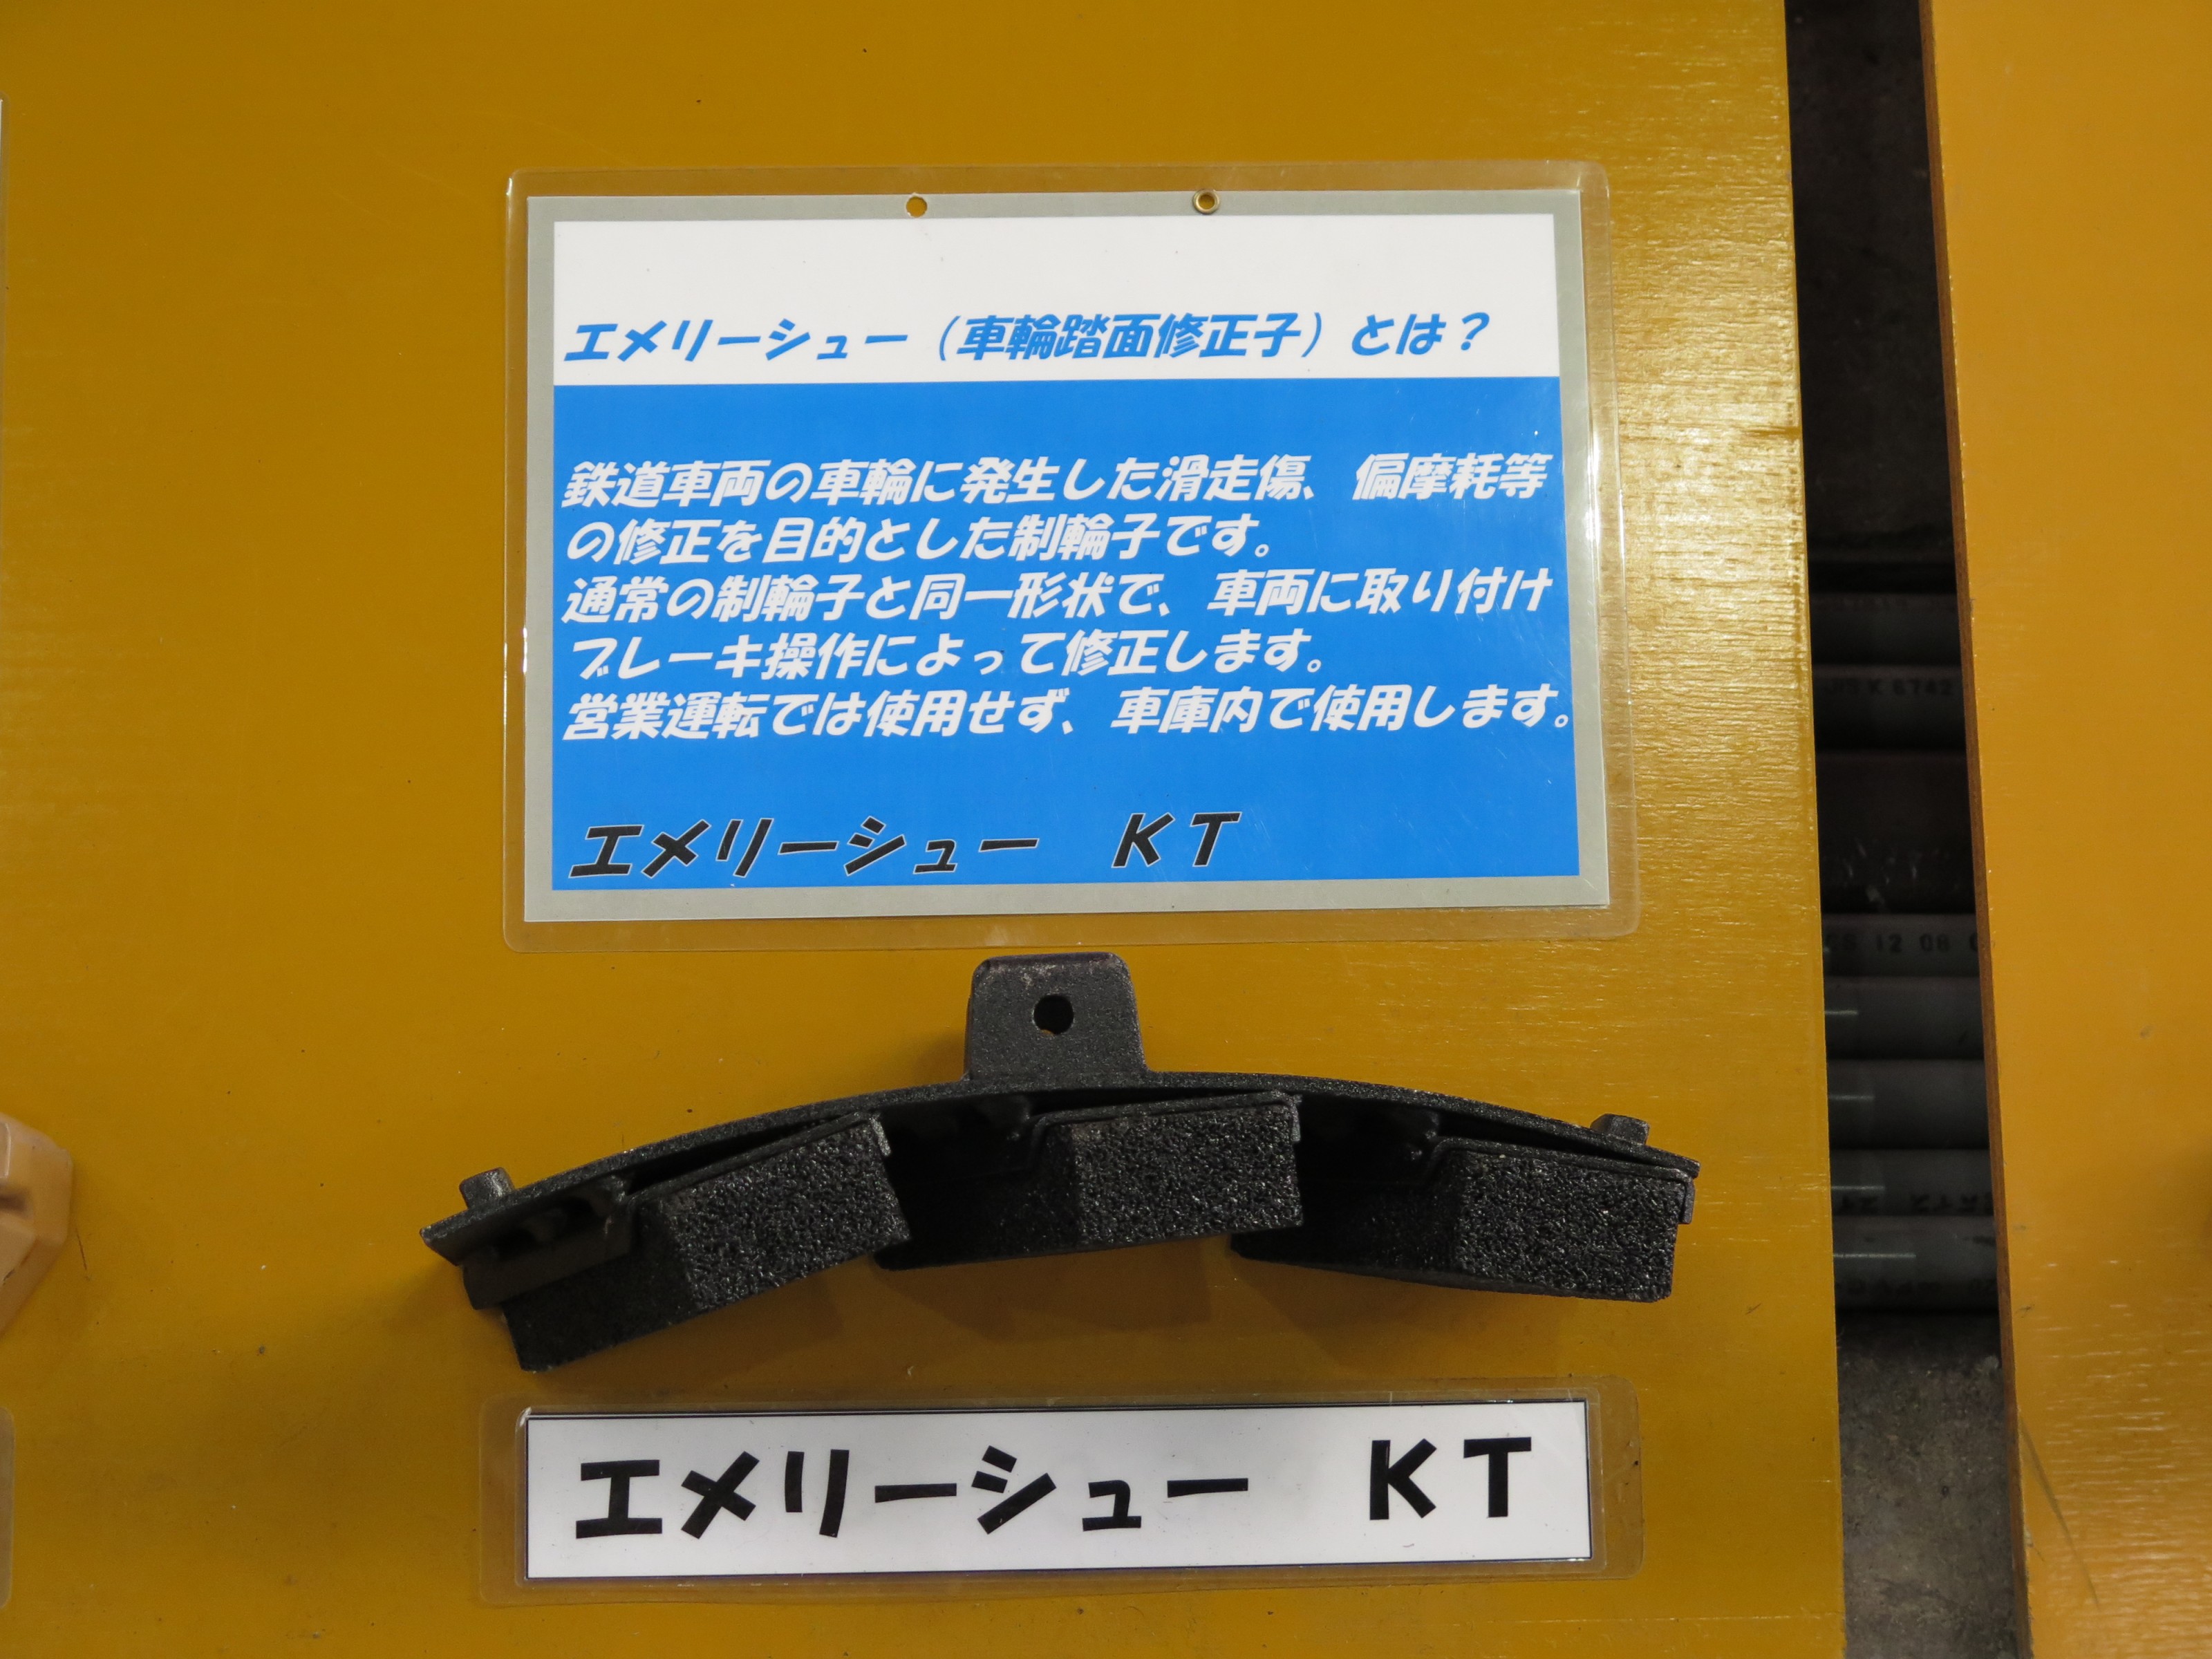 エメリーシュー（車輪踏面修正子）とは？
鉄道車両の車輪に発生した滑走傷、偏摩耗等
の修正を目的とした制輪子です。
通常の制輪子と同一形状で、車両に取り付け
ブレーキ操作によって修正します。
営業運転では使用せず、車庫内で使用します。
エメリーシュー　ＫＴ
エメリーシュー　ＫＴ
K 6742
12 08